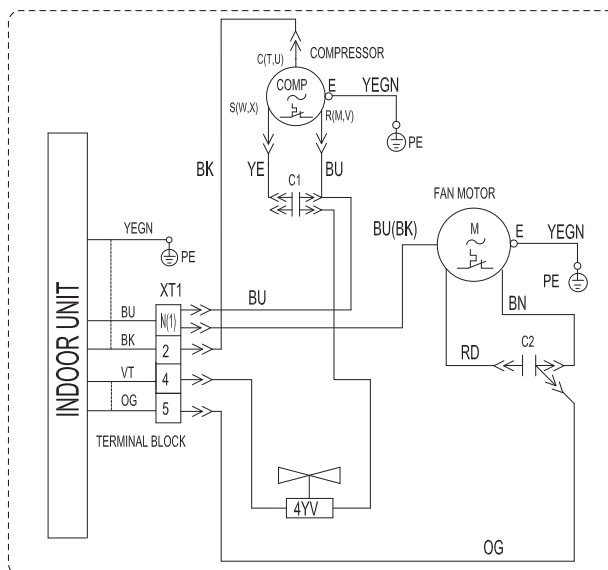 C(T,U)
COMPRESSOR
COMP
E
YEGN
S(W,X)
R(M,V)
PE
BK
YE
BU
C1
FAN MOTOR
BU(BK)
M
E
YEGN
YEGN
PE
PE
XT1
BU
BN
INDOOR UNIT
BU
N(1)
C2
BK
2
RD
VT
4
OG
5
TERMINAL BLOCK
4YV
OG